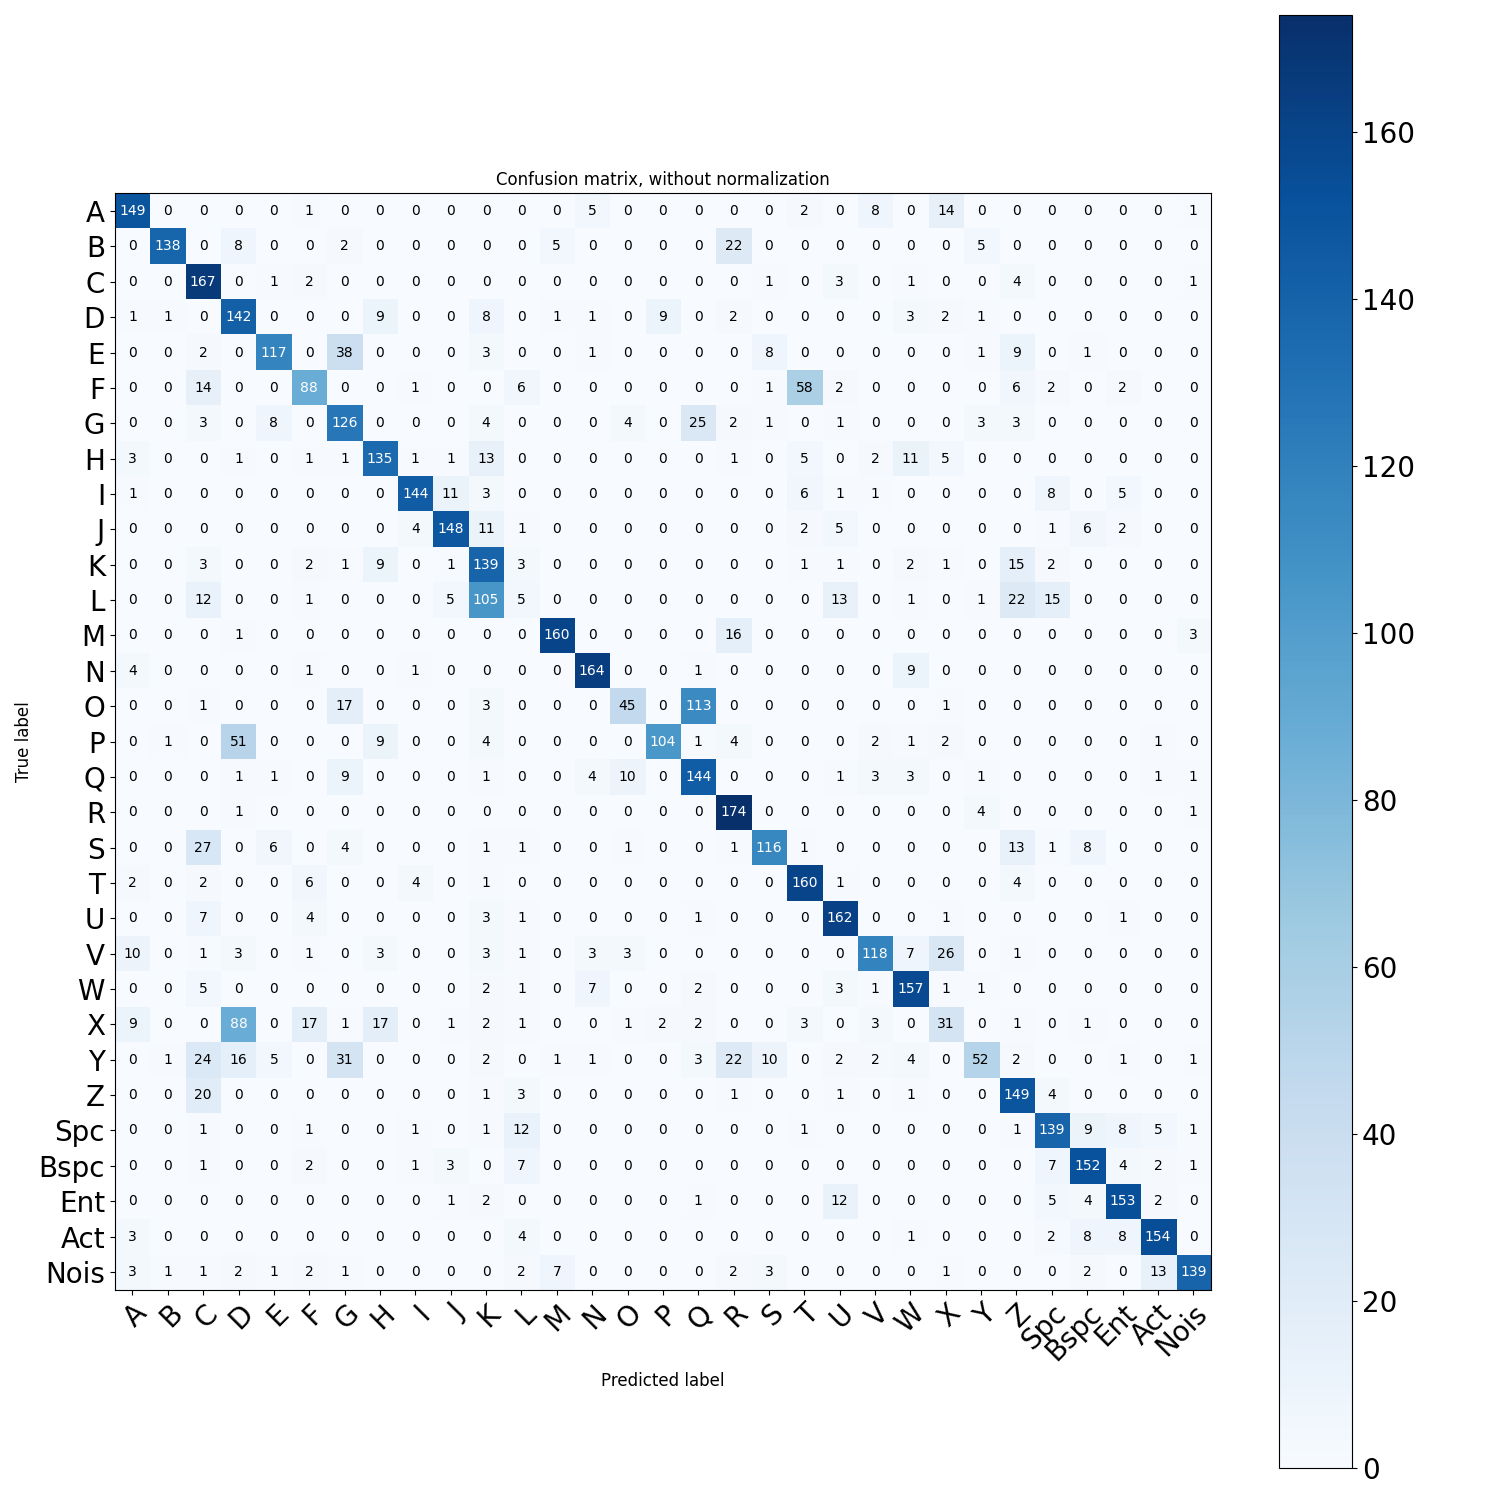 Confusion matrix, without normalization
A 149 0 0 0 0 1 0 0 0 0 0 0 0 5 0 0 0 0 0 2 0 8 0 14 0 0 0 0 0 0 1
B 0 138 0 8 0 0 2 0 0 0 0 0 5 0 0 0 0 22 0 0 0 0 0 0 5 0 0 0 0 0 0
C 0 0 167 0 1 2 0 0 0 0 0 0 0 0 0 0 0 0 1 0 3 0 1 0 0 4 0 0 0 0 1
D 1 1 0 142 0 0 0 9 0 0 8 0 1 1 0 9 0 2 0 0 0 0 3 2 1 0 0 0 0 0 0
E 0 0 2 0 117 0 38 0 0 0 3 0 0 1 0 0 0 0 8 0 0 0 0 0 1 9 0 1 0 0 0
F 0 0 14 0 0 88 0 0 1 0 0 6 0 0 0 0 0 0 1 58 2 0 0 0 0 6 2 0 2 0 0
G 0 0 3 0 8 0 126 0 0 0 4 0 0 0 4 0 25 2 1 0 1 0 0 0 3 3 0 0 0 0 0
H 3 0 0 1 0 1 1 135 1 1 13 0 0 0 0 0 0 1 0 5 0 2 11 5 0 0 0 0 0 0 0
I 1 0 0 0 0 0 0 0 144 11 3 0 0 0 0 0 0 0 0 6 1 1 0 0 0 0 8 0 5 0 0
J 0 0 0 0 0 0 0 0 4 148 11 1 0 0 0 0 0 0 0 2 5 0 0 0 0 0 1 6 2 0 0
K 0 0 3 0 0 2 1 9 0 1 139 3 0 0 0 0 0 0 0 1 1 0 2 1 0 15 2 0 0 0 0
L 0 0 12 0 0 1 0 0 0 5 105 5 0 0 0 0 0 0 0 0 13 0 1 0 1 22 15 0 0 0 0
M 0 0 0 1 0 0 0 0 0 0 0 0 160 0 0 0 0 16 0 0 0 0 0 0 0 0 0 0 0 0 3
N 4 0 0 0 0 1 0 0 1 0 0 0 0 164 0 0 1 0 0 0 0 0 9 0 0 0 0 0 0 0 0
O 0 0 1 0 0 0 17 0 0 0 3 0 0 0 45 0 113 0 0 0 0 0 0 1 0 0 0 0 0 0 0
P 0 1 0 51 0 0 0 9 0 0 4 0 0 0 0 104 1 4 0 0 0 2 1 2 0 0 0 0 0 1 0
Q 0 0 0 1 1 0 9 0 0 0 1 0 0 4 10 0 144 0 0 0 1 3 3 0 1 0 0 0 0 1 1
R 0 0 0 1 0 0 0 0 0 0 0 0 0 0 0 0 0 174 0 0 0 0 0 0 4 0 0 0 0 0 1
S 0 0 27 0 6 0 4 0 0 0 1 1 0 0 1 0 0 1 116 1 0 0 0 0 0 13 1 8 0 0 0
T 2 0 2 0 0 6 0 0 4 0 1 0 0 0 0 0 0 0 0 160 1 0 0 0 0 4 0 0 0 0 0
U 0 0 7 0 0 4 0 0 0 0 3 1 0 0 0 0 1 0 0 0 162 0 0 1 0 0 0 0 1 0 0
V 10 0 1 3 0 1 0 3 0 0 3 1 0 3 3 0 0 0 0 0 0 118 7 26 0 1 0 0 0 0 0
W 0 0 5 0 0 0 0 0 0 0 2 1 0 7 0 0 2 0 0 0 3 1 157 1 1 0 0 0 0 0 0
X 9 0 0 88 0 17 1 17 0 1 2 1 0 0 1 2 2 0 0 3 0 3 0 31 0 1 0 1 0 0 0
Y 0 1 24 16 5 0 31 0 0 0 2 0 1 1 0 0 3 22 10 0 2 2 4 0 52 2 0 0 1 0 1
Z 0 0 20 0 0 0 0 0 0 0 1 3 0 0 0 0 0 1 0 0 1 0 1 0 0 149 4 0 0 0 0
Spc 0 0 1 0 0 1 0 0 1 0 1 12 0 0 0 0 0 0 0 1 0 0 0 0 0 1 139 9 8 5 1
Bspc 0 0 1 0 0 2 0 0 1 3 0 7 0 0 0 0 0 0 0 0 0 0 0 0 0 0 7 152 4 2 1
Ent 0 0 0 0 0 0 0 0 0 1 2 0 0 0 0 0 1 0 0 0 12 0 0 0 0 0 5 4 153 2 0
Act 3 0 0 0 0 0 0 0 0 0 0 4 0 0 0 0 0 0 0 0 0 0 1 0 0 0 2 8 8 154 0
Nois 3 1 1 2 1 2 1 0 0 0 0 2 7 0 0 0 0 2 3 0 0 0 0 1 0 0 0 2 0 13 139
A B C D E F G H I J K L M N O P Q R S T U V W X Y Z Spc Bspc Ent Act Nois
Predicted label
True label
160
140
120
100
80
60
40
20
0